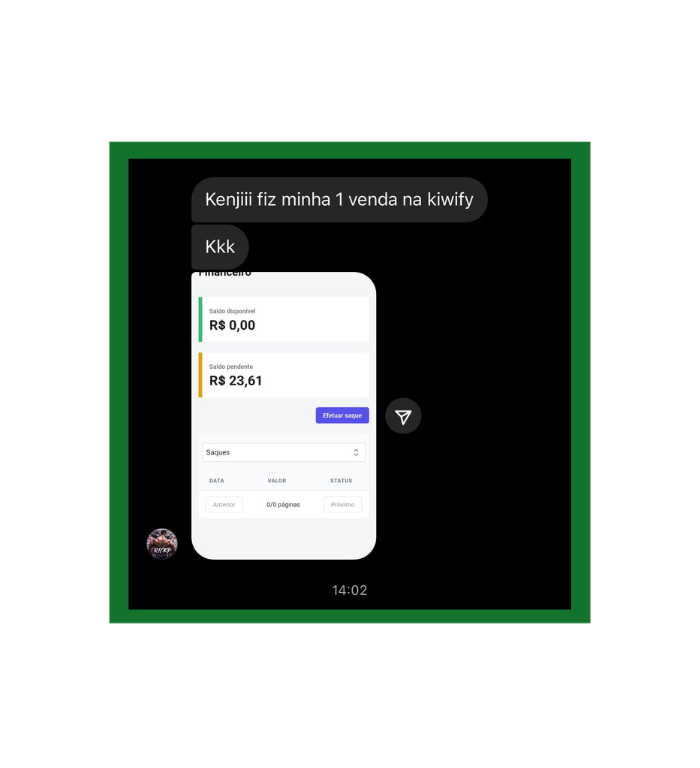 Kenjiii fiz minha 1 venda na kiwify
Kkk
Financeiro
Saldo disponível
R$ 0,00
Saldo pendente
R$ 23,61
Efetuar saque
Saques
DATA VALOR STATUS
Anterior 0/0 páginas Próximo
14:02